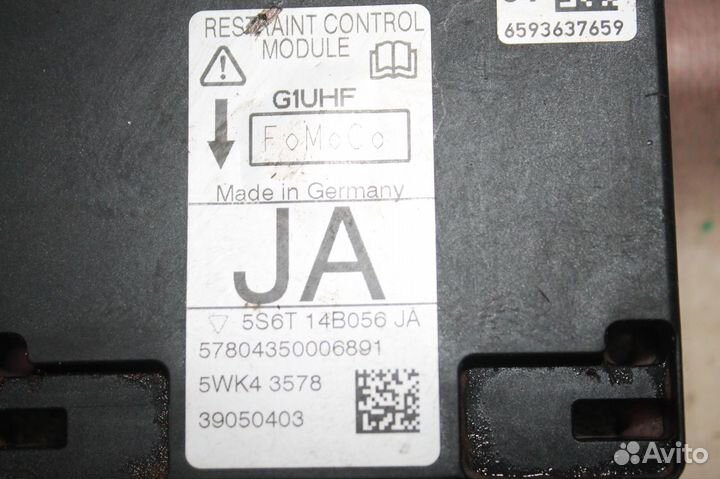 RESTRAINT CONTROL
MODULE
6593637659
G1UHF
FoMoCo
Made in Germany
JA
5S6T 14B056 JA
57804350006891
5WK4 3578
39050403
Avito